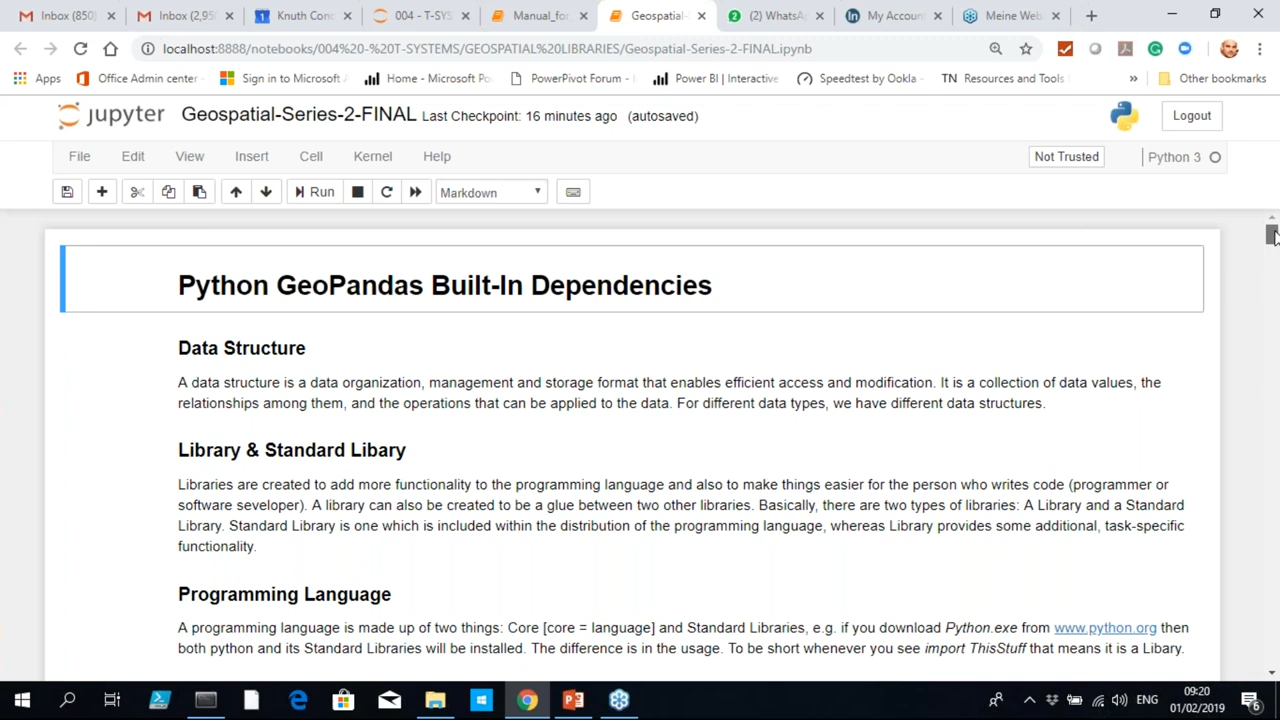 Inbox (850)
Inbox (2,95
Knuth Con
004 - T-SYS
Manual_for
Geospatial-
(2) WhatsA
My Account
Meine Web
localhost:8888/notebooks/004%20-%20T-SYSTEMS/GEOSPATIAL%20LIBRARIES/Geospatial-Series-2-FINAL.ipynb
Apps
Office Admin center -
Sign in to Microsoft
Home - Microsoft Po
PowerPivot Forum -
Power BI | Interactive
Speedtest by Ookla -
TN Resources and Tools
»
Other bookmarks
jupyter Geospatial-Series-2-FINAL Last Checkpoint: 16 minutes ago (autosaved)
Logout
File Edit View Insert Cell Kernel Help
Not Trusted
Python 3
Run
Markdown
Python GeoPandas Built-In Dependencies
Data Structure
A data structure is a data organization, management and storage format that enables efficient access and modification. It is a collection of data values, the
relationships among them, and the operations that can be applied to the data. For different data types, we have different data structures.
Library & Standard Libary
Libraries are created to add more functionality to the programming language and also to make things easier for the person who writes code (programmer or
software seveloper). A library can also be created to be a glue between two other libraries. Basically, there are two types of libraries: A Library and a Standard
Library. Standard Library is one which is included within the distribution of the programming language, whereas Library provides some additional, task-specific
functionality.
Programming Language
A programming language is made up of two things: Core [core = language] and Standard Libraries, e.g. if you download Python.exe from www.python.org then
both python and its Standard Libraries will be installed. The difference is in the usage. To be short whenever you see import ThisStuff that means it is a Libary.
ENG
09:20
01/02/2019
6